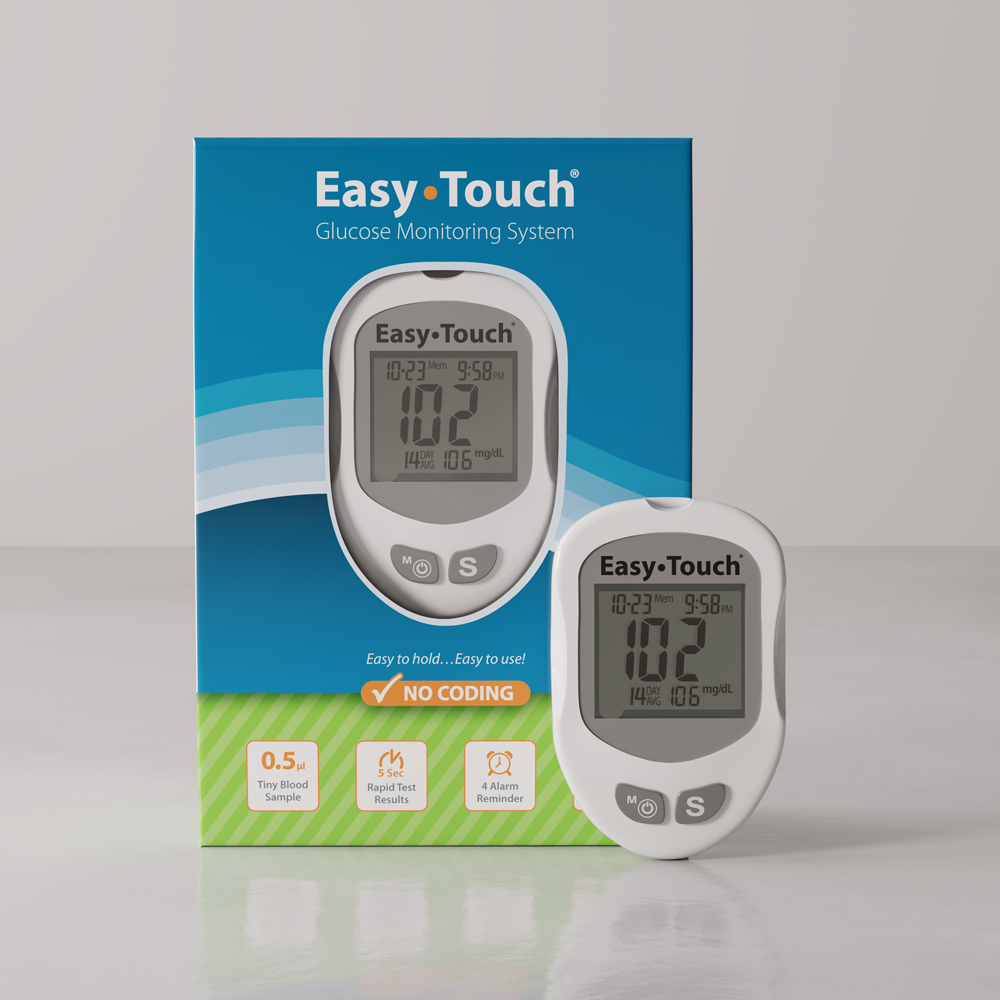 Easy•Touch®
Glucose Monitoring System
Easy•Touch®
10-23 Mem 9:58 PM
102
14 DAY AVG 106 mg/dL
M S
Easy to hold...Easy to use!
NO CODING
0.5 µl
Tiny Blood
Sample
5 Sec
Rapid Test
Results
4 Alarm
Reminder
Easy•Touch®
10-23 Mem 9:58 PM
102
14 DAY AVG 106 mg/dL
M S